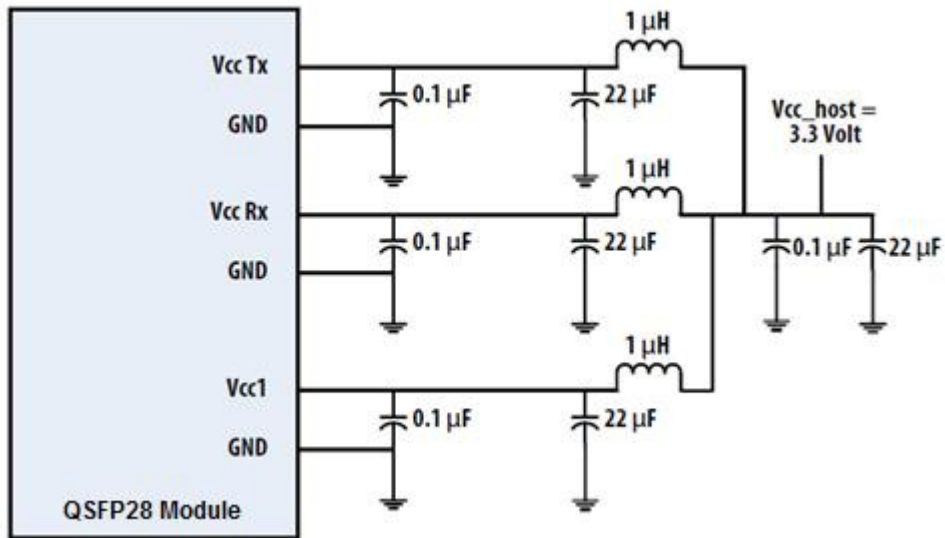 1 μH
Vcc Tx
0.1 μF
22 μF
GND
Vcc_host =
3.3 Volt
1 μH
Vcc Rx
0.1 μF
22 μF
0.1 μF
22 μF
GND
1 μH
Vcc1
0.1 μF
22 μF
GND
QSFP28 Module